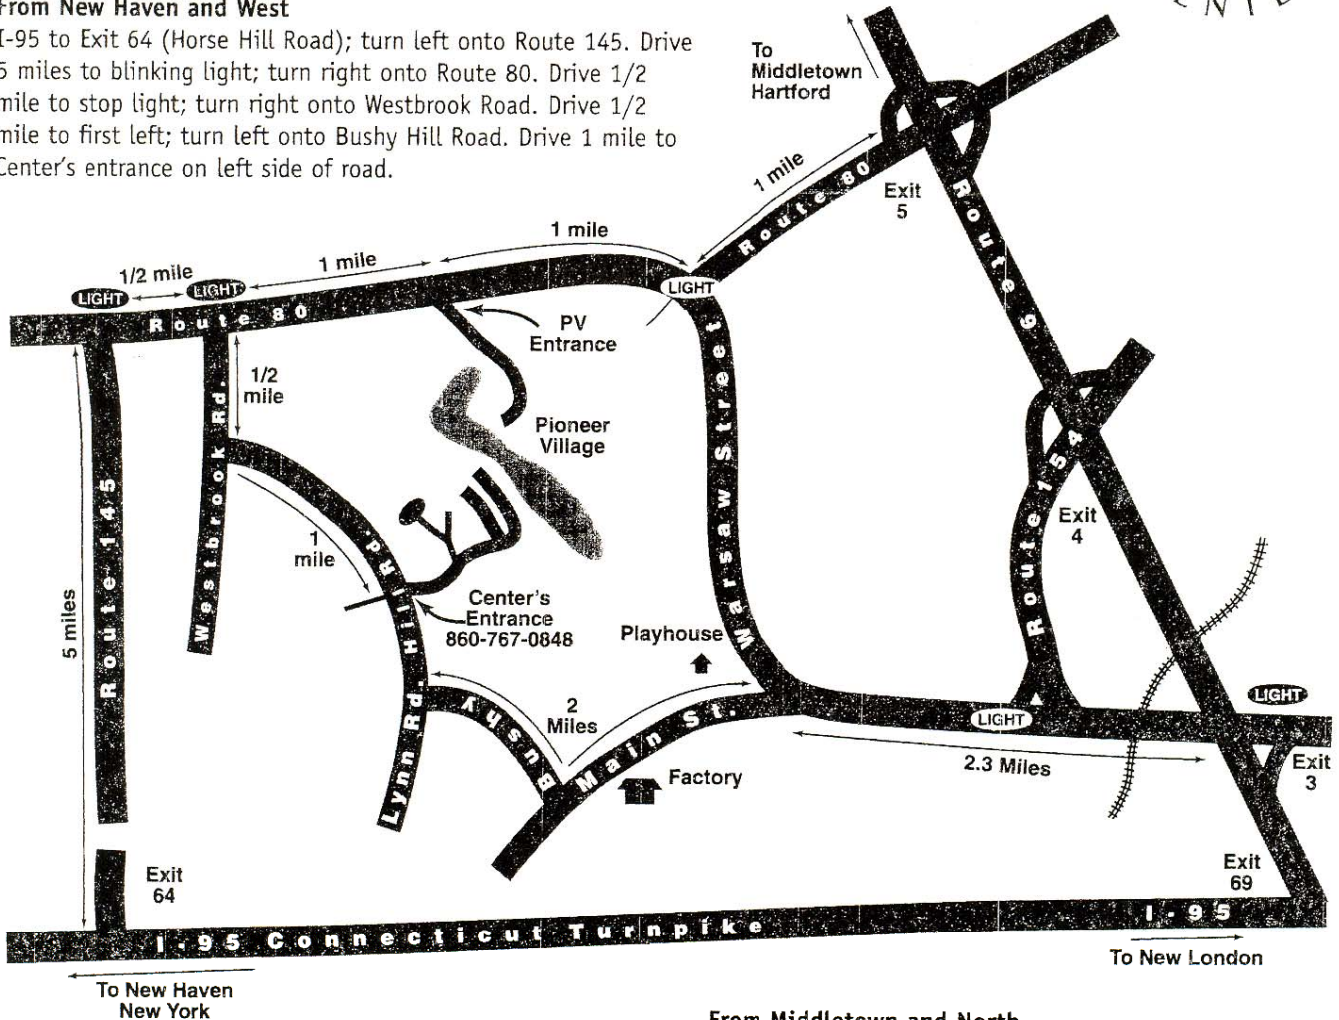 From New Haven and West
I-95 to Exit 64 (Horse Hill Road); turn left onto Route 145. Drive
5 miles to blinking light; turn right onto Route 80. Drive 1/2
mile to stop light; turn right onto Westbrook Road. Drive 1/2
mile to first left; turn left onto Bushy Hill Road. Drive 1 mile to
Center's entrance on left side of road.
To
Middletown
Hartford
1 mile
Route 80
Exit
5
Route 9
1 mile
1 mile
1/2 mile
LIGHT
LIGHT
LIGHT
Route 80
PV
Entrance
1/2
mile
Pioneer
Village
Westbrook Rd.
Route 145
5 miles
1
mile
Bushy Hill Rd.
Center's
Entrance
860-767-0848
Playhouse
Warsaw Street
Route 154
Exit
4
Lynn Rd.
2
Miles
Main St.
Factory
LIGHT
LIGHT
2.3 Miles
Exit
3
Exit
64
Exit
69
I-95 Connecticut Turnpike
I-95
To New London
To New Haven
New York
From Middletown and North